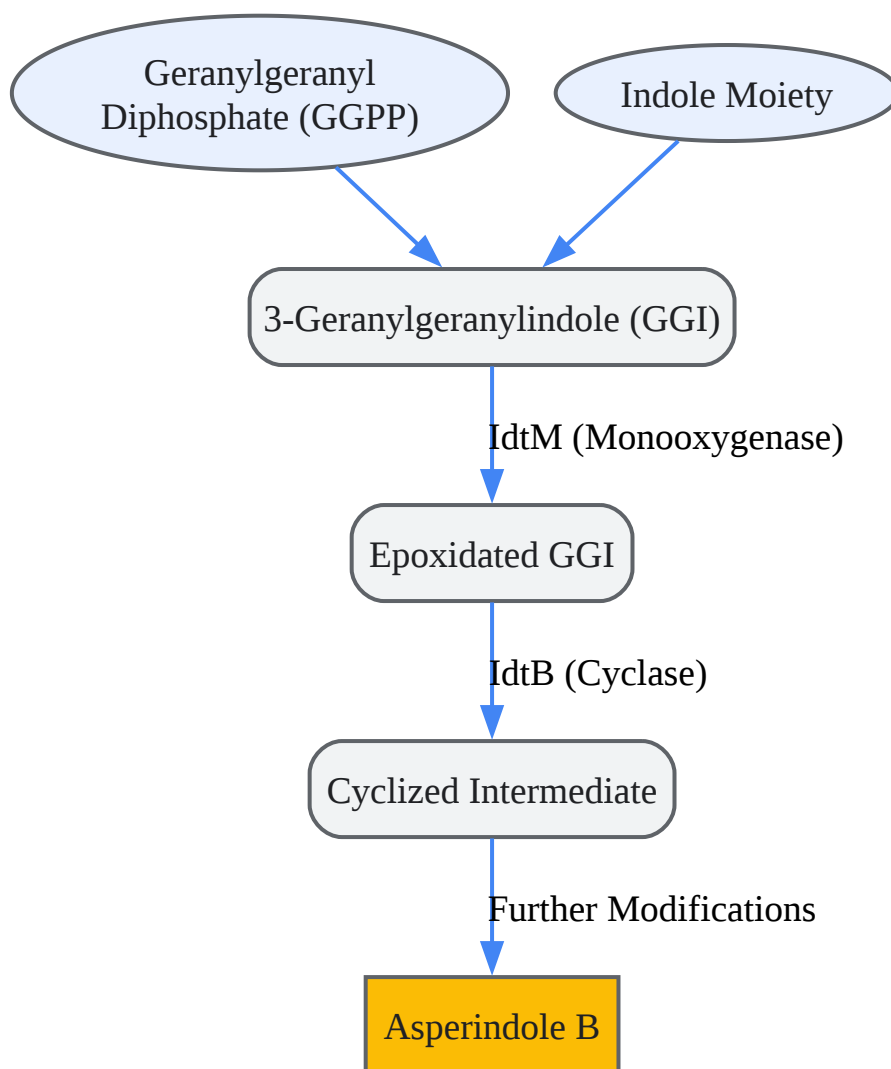 Geranylgeranyl
Diphosphate (GGPP)
Indole Moiety
3-Geranylgeranylindole (GGI)
IdtM (Monooxygenase)
Epoxidated GGI
IdtB (Cyclase)
Cyclized Intermediate
Further Modifications
Asperindole B